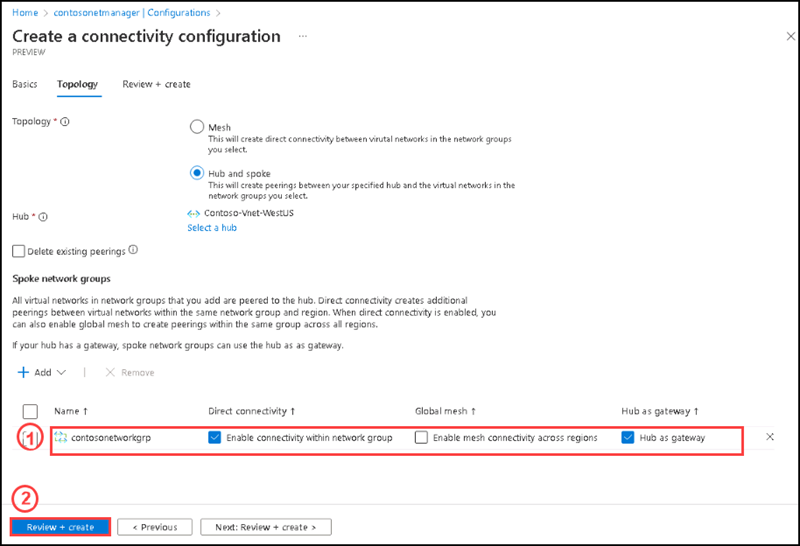 Home > contosonetmanager | Configurations >
Create a connectivity configuration ...
PREVIEW
Basics Topology Review + create
Topology *
Mesh
This will create direct connectivity between virutal networks in the network groups
you select.
Hub and spoke
This will create peerings between your specified hub and the virtual networks in the
network groups you select.
Hub *
Contoso-Vnet-WestUS
Select a hub
Delete existing peerings
Spoke network groups
All virtual networks in network groups that you add are peered to the hub. Direct connectivity creates additional
peerings between virtual networks within the same network group and region. When direct connectivity is enabled, you
can also enable global mesh to create peerings within the same group across all regions.
If your hub has a gateway, spoke network groups can use the hub as as gateway.
+ Add | Remove
Name ↑ Direct connectivity ↑ Global mesh ↑ Hub as gateway ↑
1 contosonetworkgrp Enable connectivity within network group Enable mesh connectivity across regions Hub as gateway
2
Review + create < Previous Next: Review + create >